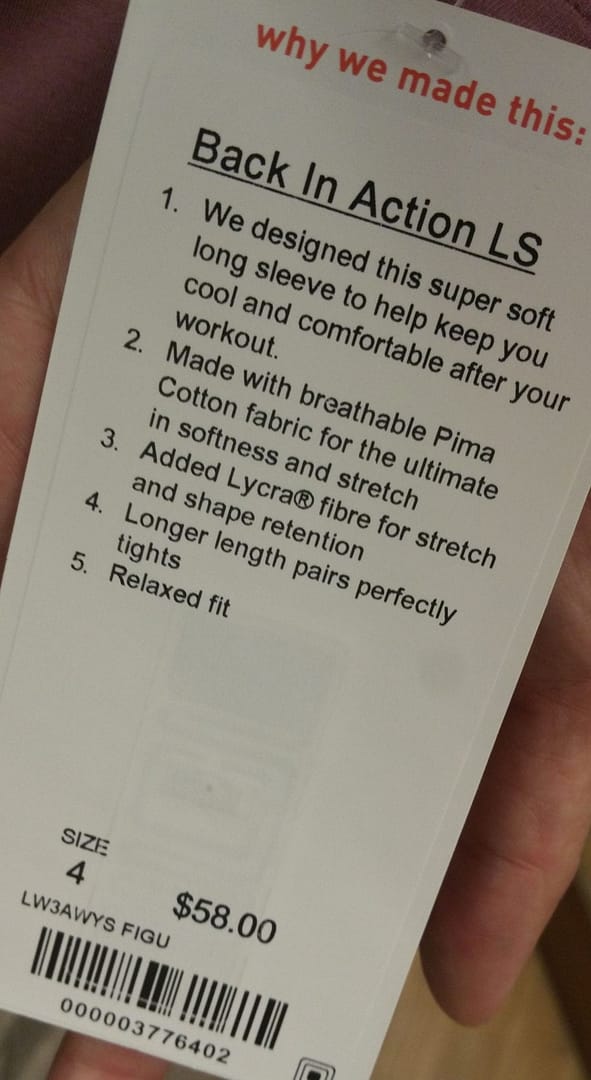 why we made this:
Back In Action LS
1. We designed this super soft
long sleeve to help keep you
cool and comfortable after your
workout.
2. Made with breathable Pima
Cotton fabric for the ultimate
in softness and stretch
3. Added Lycra® fibre for stretch
and shape retention
4. Longer length pairs perfectly
tights
5. Relaxed fit
SIZE
4
$58.00
LW3AWYS FIGU
000003776402